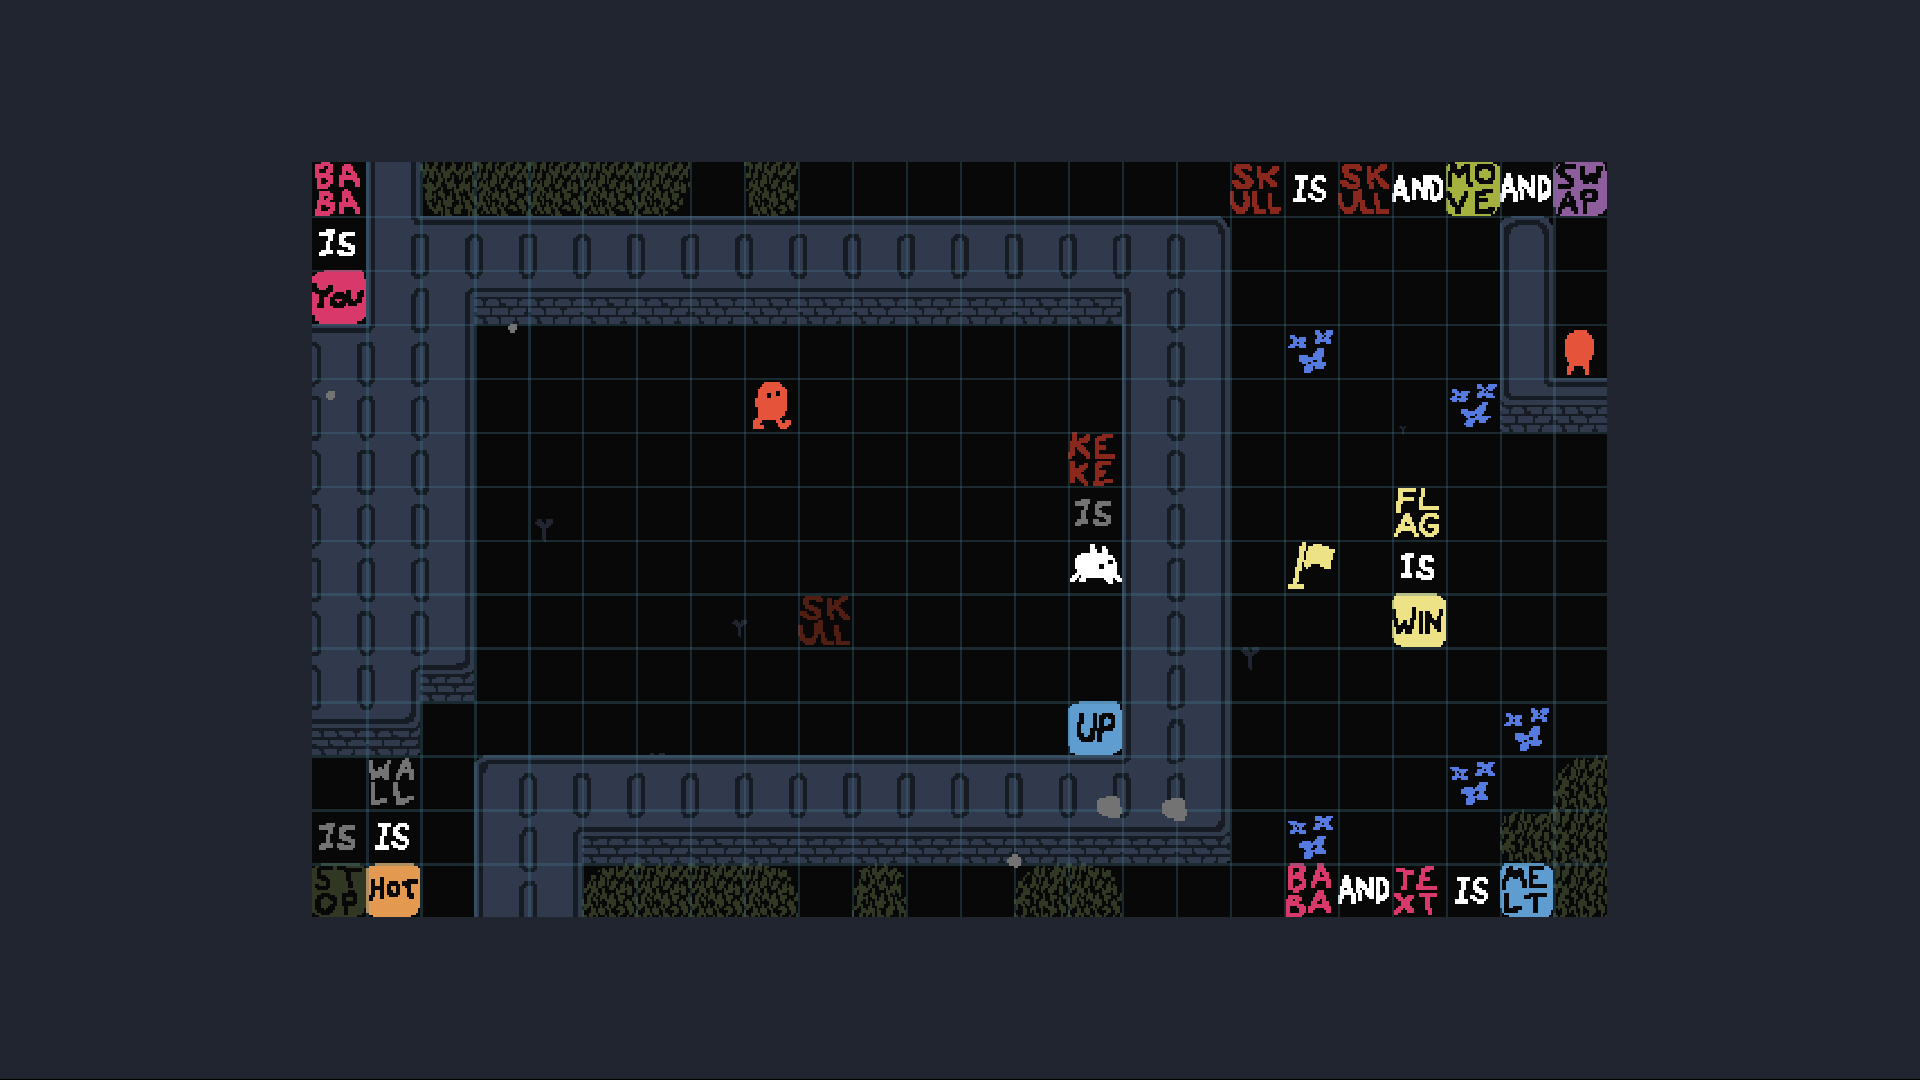 BABA
IS
YOU
SKULL IS SKULL AND MOVE AND SWAP
KEKE
IS
SKULL
UP
FLAG
IS
WIN
WALL
IS
HOT
IS
STOP
BABA AND TEXT IS MELT